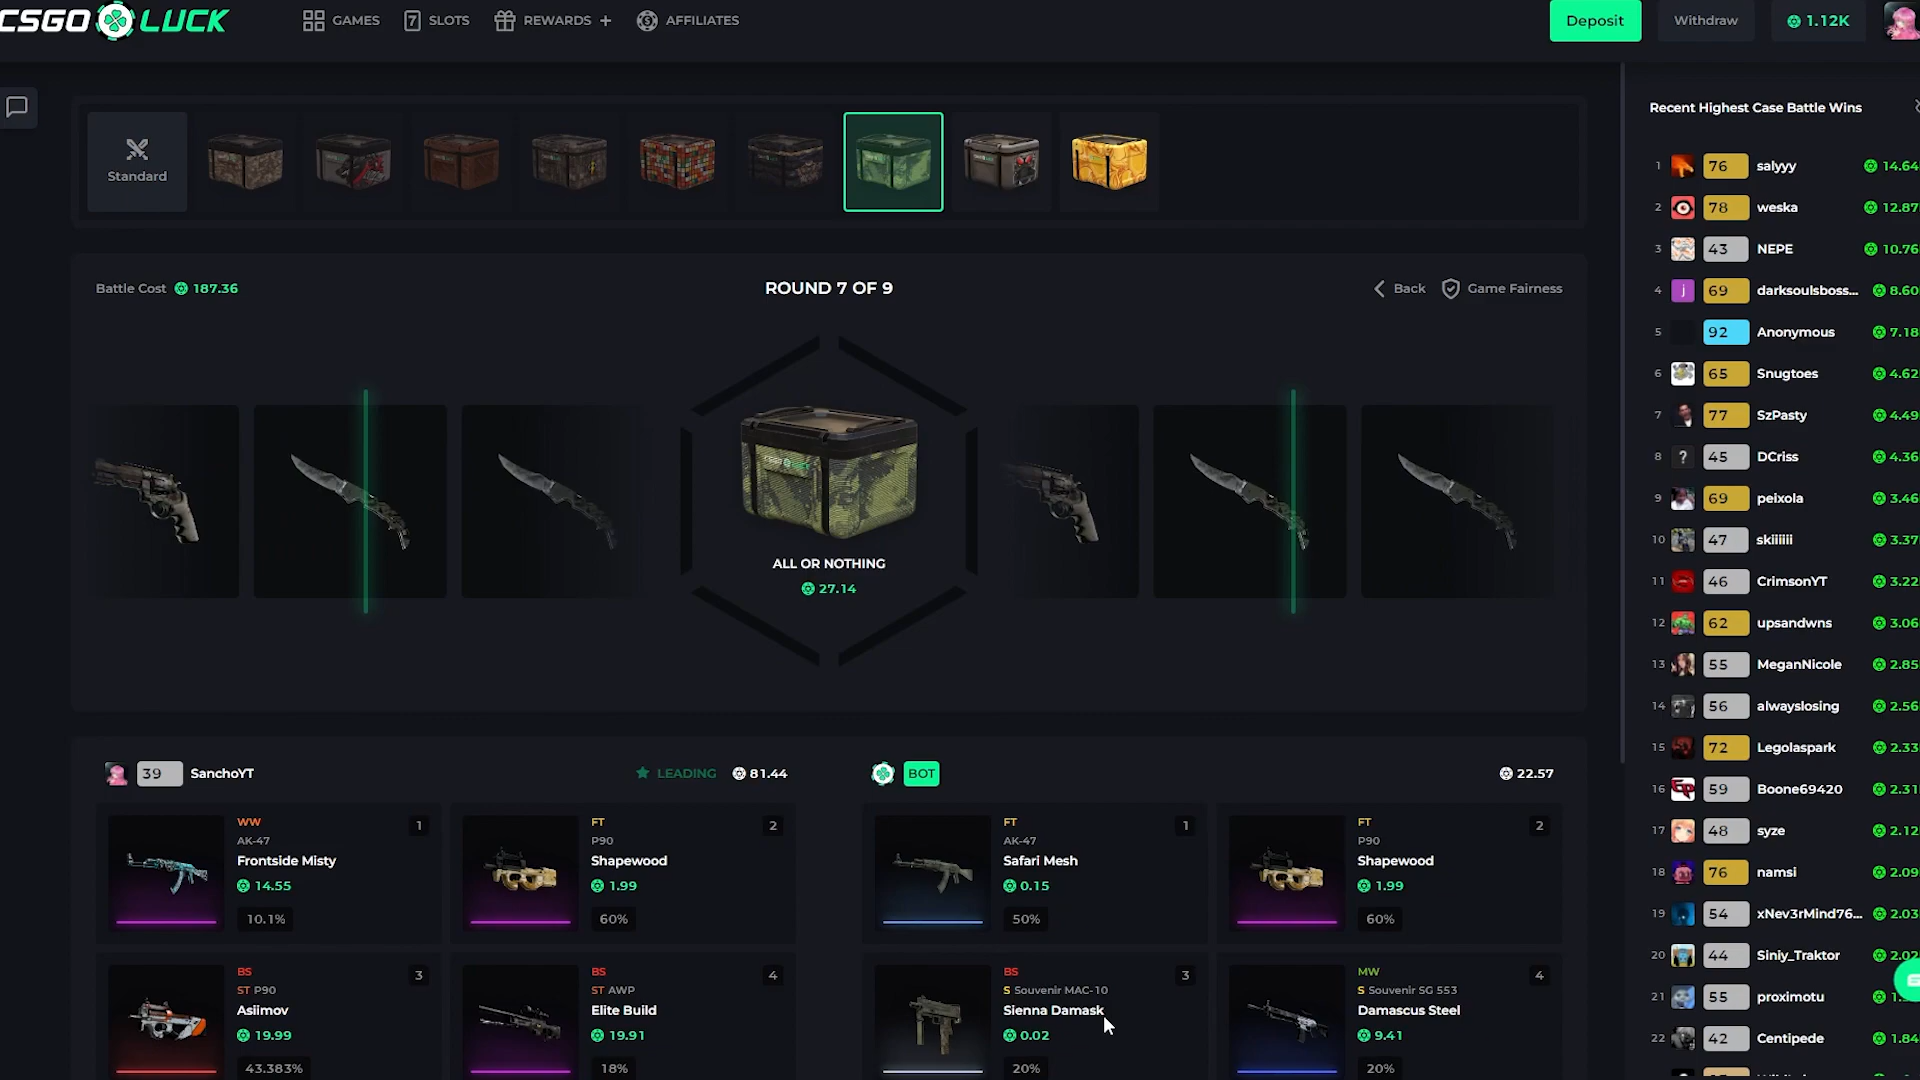 CSGO LUCK
GAMES
7 SLOTS
REWARDS +
AFFILIATES
Deposit
Withdraw
1.12K
Standard
Battle Cost 187.36
ROUND 7 OF 9
Back
Game Fairness
CSGO LUCK
ALL OR NOTHING
27.14
39 SanchoYT
LEADING 81.44
BOT
22.57
WW
AK-47
Frontside Misty
14.55
10.1%
1
FT
P90
Shapewood
1.99
60%
2
FT
AK-47
Safari Mesh
0.15
50%
1
FT
P90
Shapewood
1.99
60%
2
BS
ST P90
Asiimov
19.99
43.383%
3
BS
ST AWP
Elite Build
19.91
18%
4
BS
S Souvenir MAC-10
Sienna Damask
0.02
20%
3
MW
S Souvenir SG 553
Damascus Steel
9.41
20%
4
Recent Highest Case Battle Wins
1 76 salyyy 14.64
2 78 weska 12.87
3 43 NEPE 10.76
4 j 69 darksoulsboss... 8.60
5 92 Anonymous 7.18
6 65 Snugtoes 4.62
7 77 SzPasty 4.49
8 ? 45 DCriss 4.36
9 69 peixola 3.46
10 47 skiiiiii 3.37
11 46 CrimsonYT 3.22
12 62 upsandwns 3.06
13 55 MeganNicole 2.85
14 56 alwayslosing 2.56
15 72 Legolaspark 2.33
16 59 Boone69420 2.31
17 48 syze 2.12
18 76 namsi 2.09
19 54 xNev3rMind76... 2.03
20 44 Siniy_Traktor 2.02
21 55 proximotu
22 42 Centipede 1.84